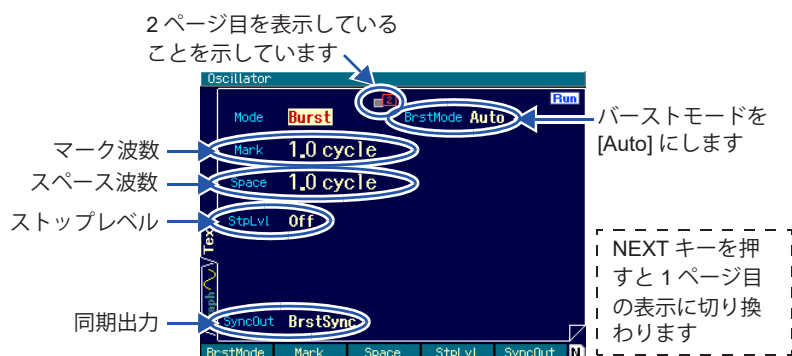 2 ページ目を表示している
ことを示しています
Oscillator
2
Run
Mode Burst
BrstMode Auto
バーストモードを
[Auto] にします
マーク波数
Mark 1.0 cycle
スペース波数
Space 1.0 cycle
ストップレベル
StpLvl Off
Text
Graph
NEXT キーを押
すと 1 ページ目
の表示に切り換
わります
同期出力
SyncOut BrstSync
BrstMode Mark Space StpLvl SyncOut N